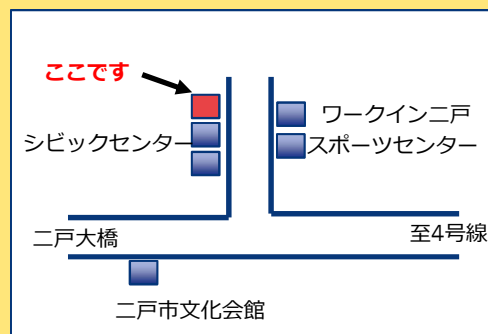 ここです
シビックセンター
ワークイン二戸
スポーツセンター
二戸大橋
至4号線
二戸市文化会館